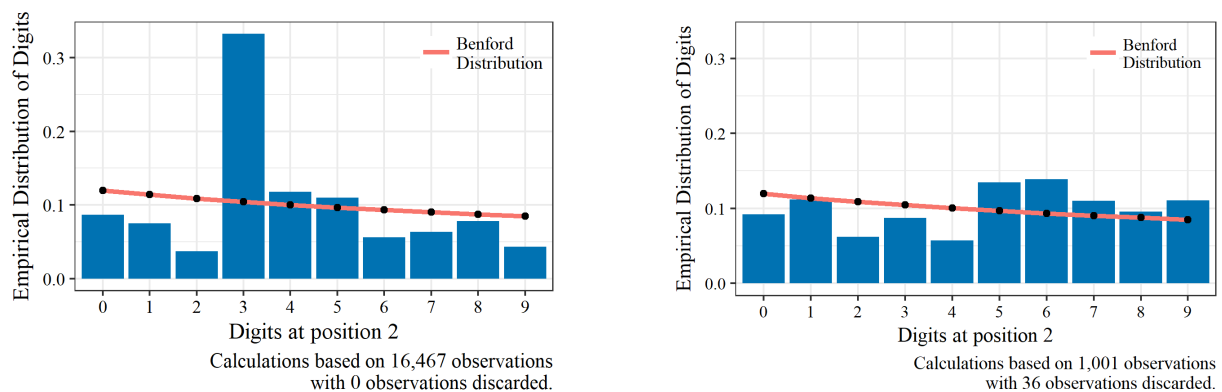 Empirical Distribution of Digits
0.3
0.2
0.1
0.0
Benford
Distribution
0 1 2 3 4 5 6 7 8 9
Digits at position 2
Calculations based on 16,467 observations
with 0 observations discarded.
Empirical Distribution of Digits
0.3
0.2
0.1
0.0
Benford
Distribution
0 1 2 3 4 5 6 7 8 9
Digits at position 2
Calculations based on 1,001 observations
with 36 observations discarded.